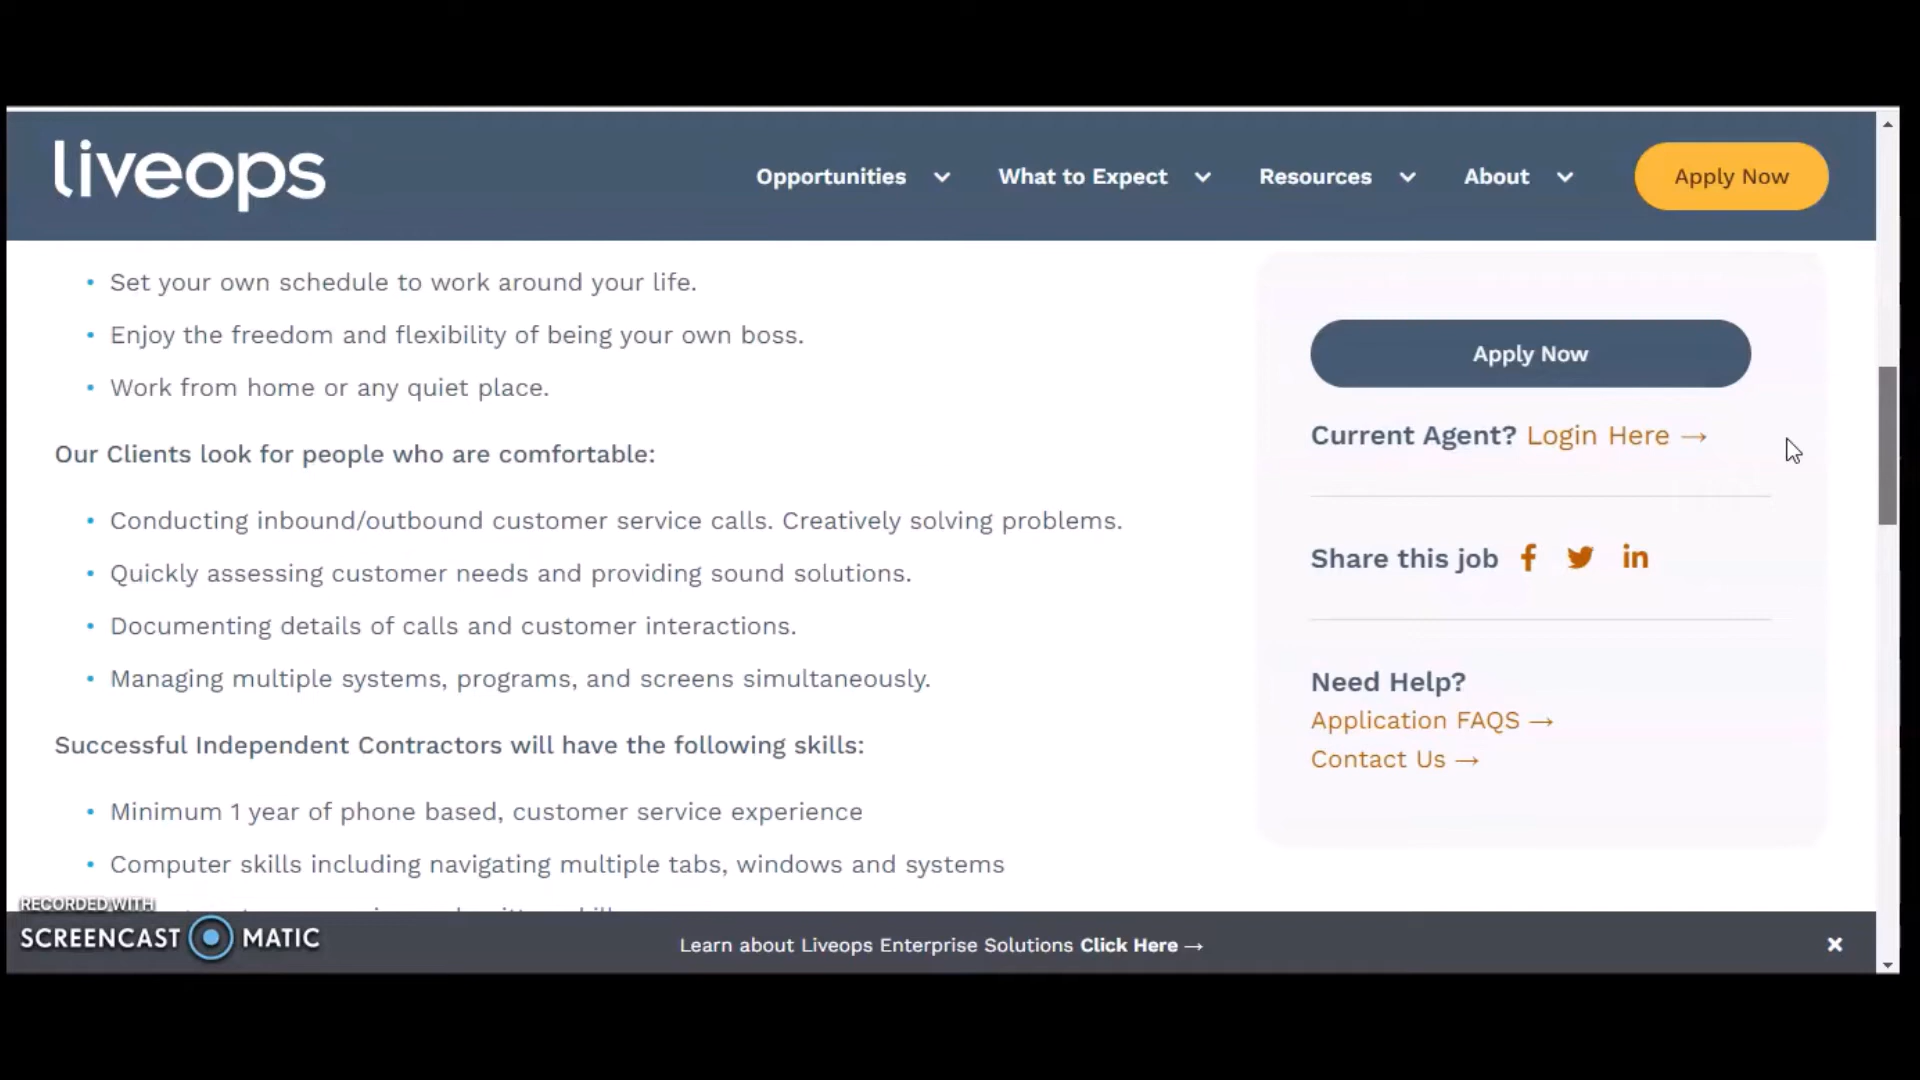 liveops
Opportunities
What to Expect
Resources
About
Apply Now
Set your own schedule to work around your life.
Enjoy the freedom and flexibility of being your own boss.
Work from home or any quiet place.
Our Clients look for people who are comfortable:
Conducting inbound/outbound customer service calls. Creatively solving problems.
Quickly assessing customer needs and providing sound solutions.
Documenting details of calls and customer interactions.
Managing multiple systems, programs, and screens simultaneously.
Successful Independent Contractors will have the following skills:
Minimum 1 year of phone based, customer service experience
Computer skills including navigating multiple tabs, windows and systems
Apply Now
Current Agent? Login Here →
Share this job
Need Help?
Application FAQS →
Contact Us →
RECORDED WITH
SCREENCAST MATIC
Learn about Liveops Enterprise Solutions Click Here →